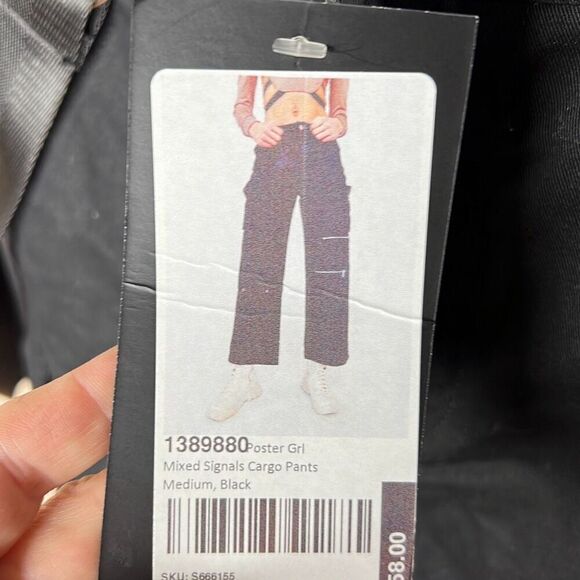 1389880 Poster Grl
Mixed Signals Cargo Pants
Medium, Black
SKU: S666155
58.00